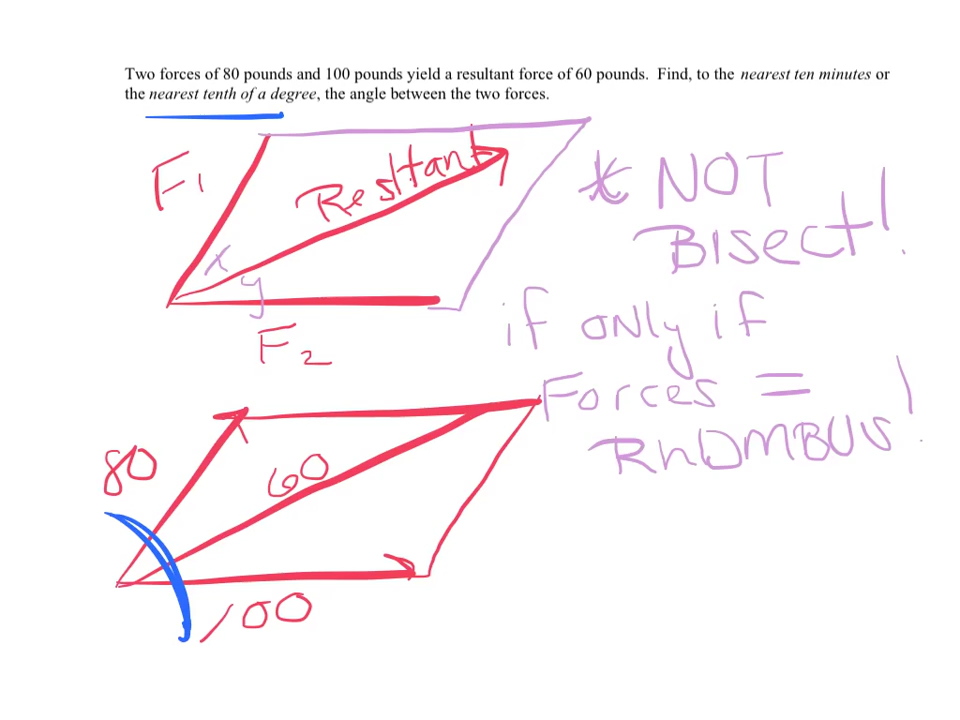 Two forces of 80 pounds and 100 pounds yield a resultant force of 60 pounds. Find, to the nearest ten minutes or
the nearest tenth of a degree, the angle between the two forces.
F1
Resltant
* NOT
Bisect!
x
y
if only if
F2
Forces =
RhOMBUS!
80
60
100